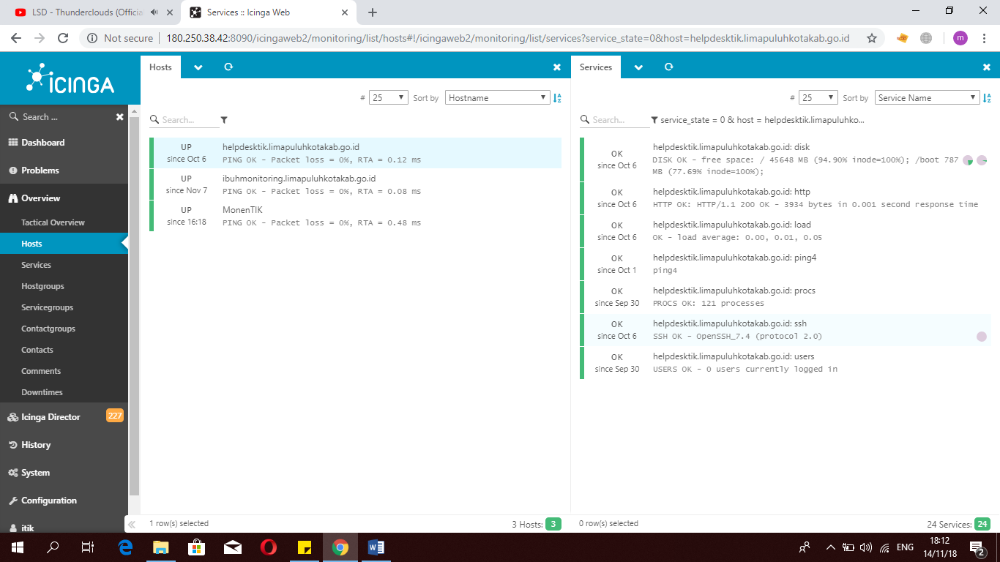 LSD - Thunderclouds (Official
Services :: Icinga Web
Not secure
180.250.38.42:8090/icingaweb2/monitoring/list/hosts#!/icingaweb2/monitoring/list/services?service_state=0&host=helpdesktik.limapuluhkotakab.go.id
m
ICINGA
Search ...
Dashboard
Problems
Overview
Tactical Overview
Hosts
Services
Hostgroups
Servicegroups
Contactgroups
Contacts
Comments
Downtimes
Icinga Director 227
History
System
Configuration
itik
Hosts
# 25 Sort by Hostname
Search...
UP helpdesktik.limapuluhkotakab.go.id
since Oct 6 PING OK - Packet loss = 0%, RTA = 0.12 ms
UP ibuhmonitoring.limapuluhkotakab.go.id
since Nov 7 PING OK - Packet loss = 0%, RTA = 0.08 ms
UP MonenTIK
since 16:18 PING OK - Packet loss = 0%, RTA = 0.48 ms
1 row(s) selected
3 Hosts: 3
Services
# 25 Sort by Service Name
Search...
service_state = 0 & host = helpdesktik.limapuluhko...
OK helpdesktik.limapuluhkotakab.go.id: disk
since Oct 6 DISK OK - free space: / 45648 MB (94.90% inode=100%); /boot 787
MB (77.69% inode=100%);
OK helpdesktik.limapuluhkotakab.go.id: http
since Oct 6 HTTP OK: HTTP/1.1 200 OK - 3934 bytes in 0.001 second response time
OK helpdesktik.limapuluhkotakab.go.id: load
since Oct 6 OK - load average: 0.00, 0.01, 0.05
OK helpdesktik.limapuluhkotakab.go.id: ping4
since Oct 1 ping4
OK helpdesktik.limapuluhkotakab.go.id: procs
since Sep 30 PROCS OK: 121 processes
OK helpdesktik.limapuluhkotakab.go.id: ssh
since Oct 6 SSH OK - OpenSSH_7.4 (protocol 2.0)
OK helpdesktik.limapuluhkotakab.go.id: users
since Sep 30 USERS OK - 0 users currently logged in
0 row(s) selected
24 Services: 24
ENG
18:12
14/11/18
2